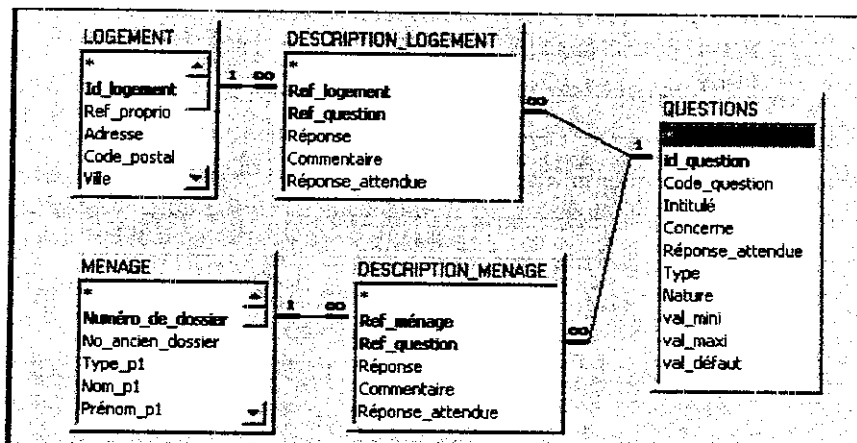 LOGEMENT
*
Id_logement
Ref_proprio
Adresse
Code_postal
Ville
1 ∞
DESCRIPTION_LOGEMENT
*
Ref_logement
Ref_question
Réponse
Commentaire
Réponse_attendue
∞
1
QUESTIONS
*
id_question
Code_question
Intitulé
Concerne
Réponse_attendue
Type
Nature
val_mini
val_maxi
val_défaut
MENAGE
*
Numéro_de_dossier
No_ancien_dossier
Type_p1
Nom_p1
Prénom_p1
1 ∞
DESCRIPTION_MENAGE
*
Ref_ménage
Ref_question
Réponse
Commentaire
Réponse_attendue
∞